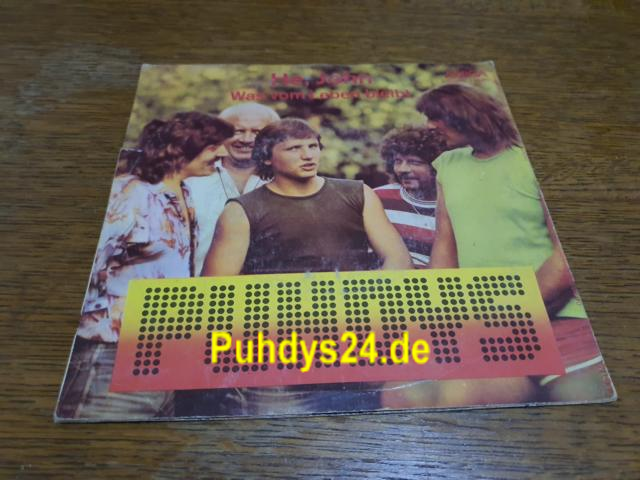 He, John
Was vom Leben bleibt
PUHDYS
Puhdys24.de